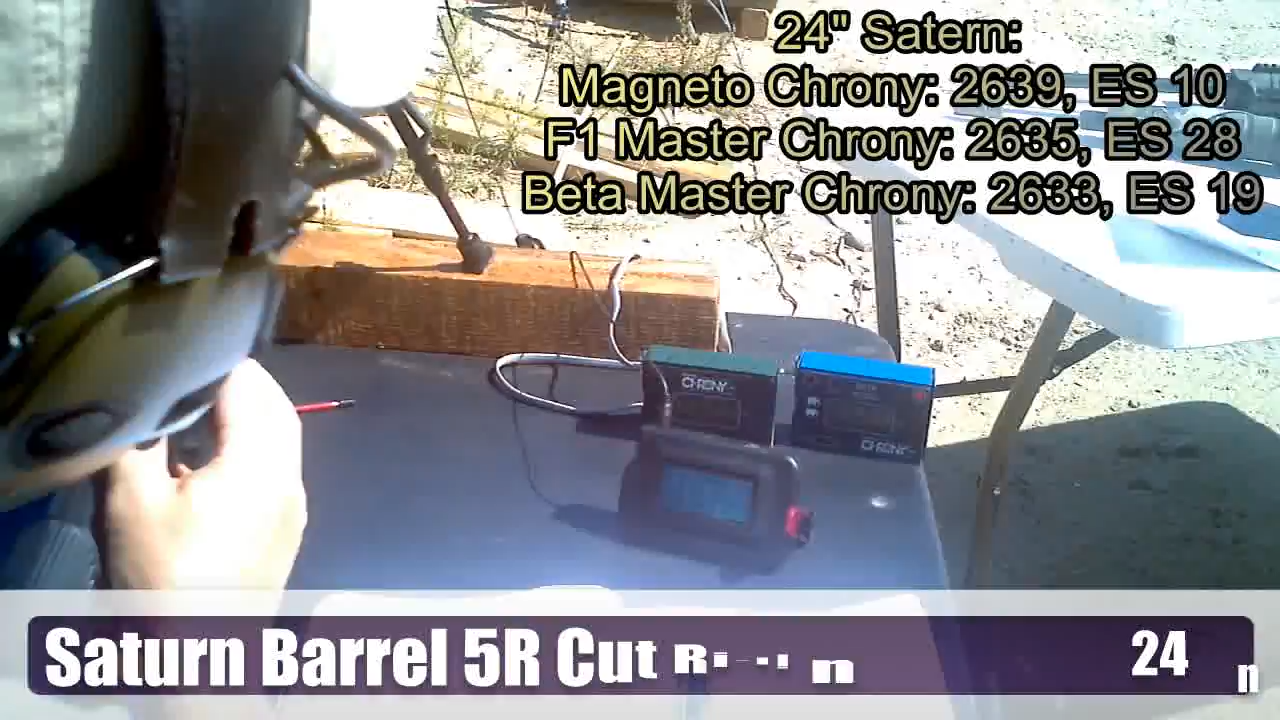 24" Satern:
Magneto Chrony: 2639, ES 10
F1 Master Chrony: 2635, ES 28
Beta Master Chrony: 2633, ES 19
CHRONY
CHRONY
Saturn Barrel 5R Cut
24